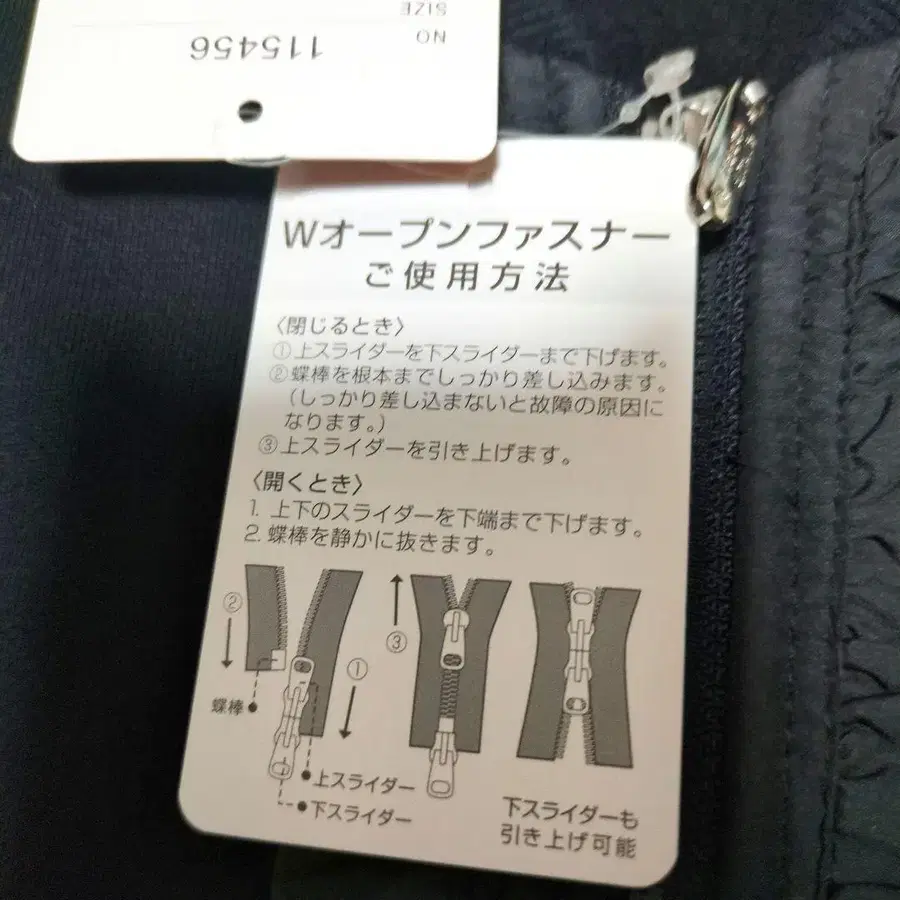 SIZE
NO 115456
Wオープンファスナー
ご使用方法
〈閉じるとき〉
①上スライダーを下スライダーまで下げます。
②蝶棒を根本までしっかり差し込みます。
(しっかり差し込まないと故障の原因に
なります。)
③上スライダーを引き上げます。
〈開くとき〉
1. 上下のスライダーを下端まで下げます。
2. 蝶棒を静かに抜きます。
②
①
③
蝶棒
上スライダー
下スライダー
下スライダーも
引き上げ可能